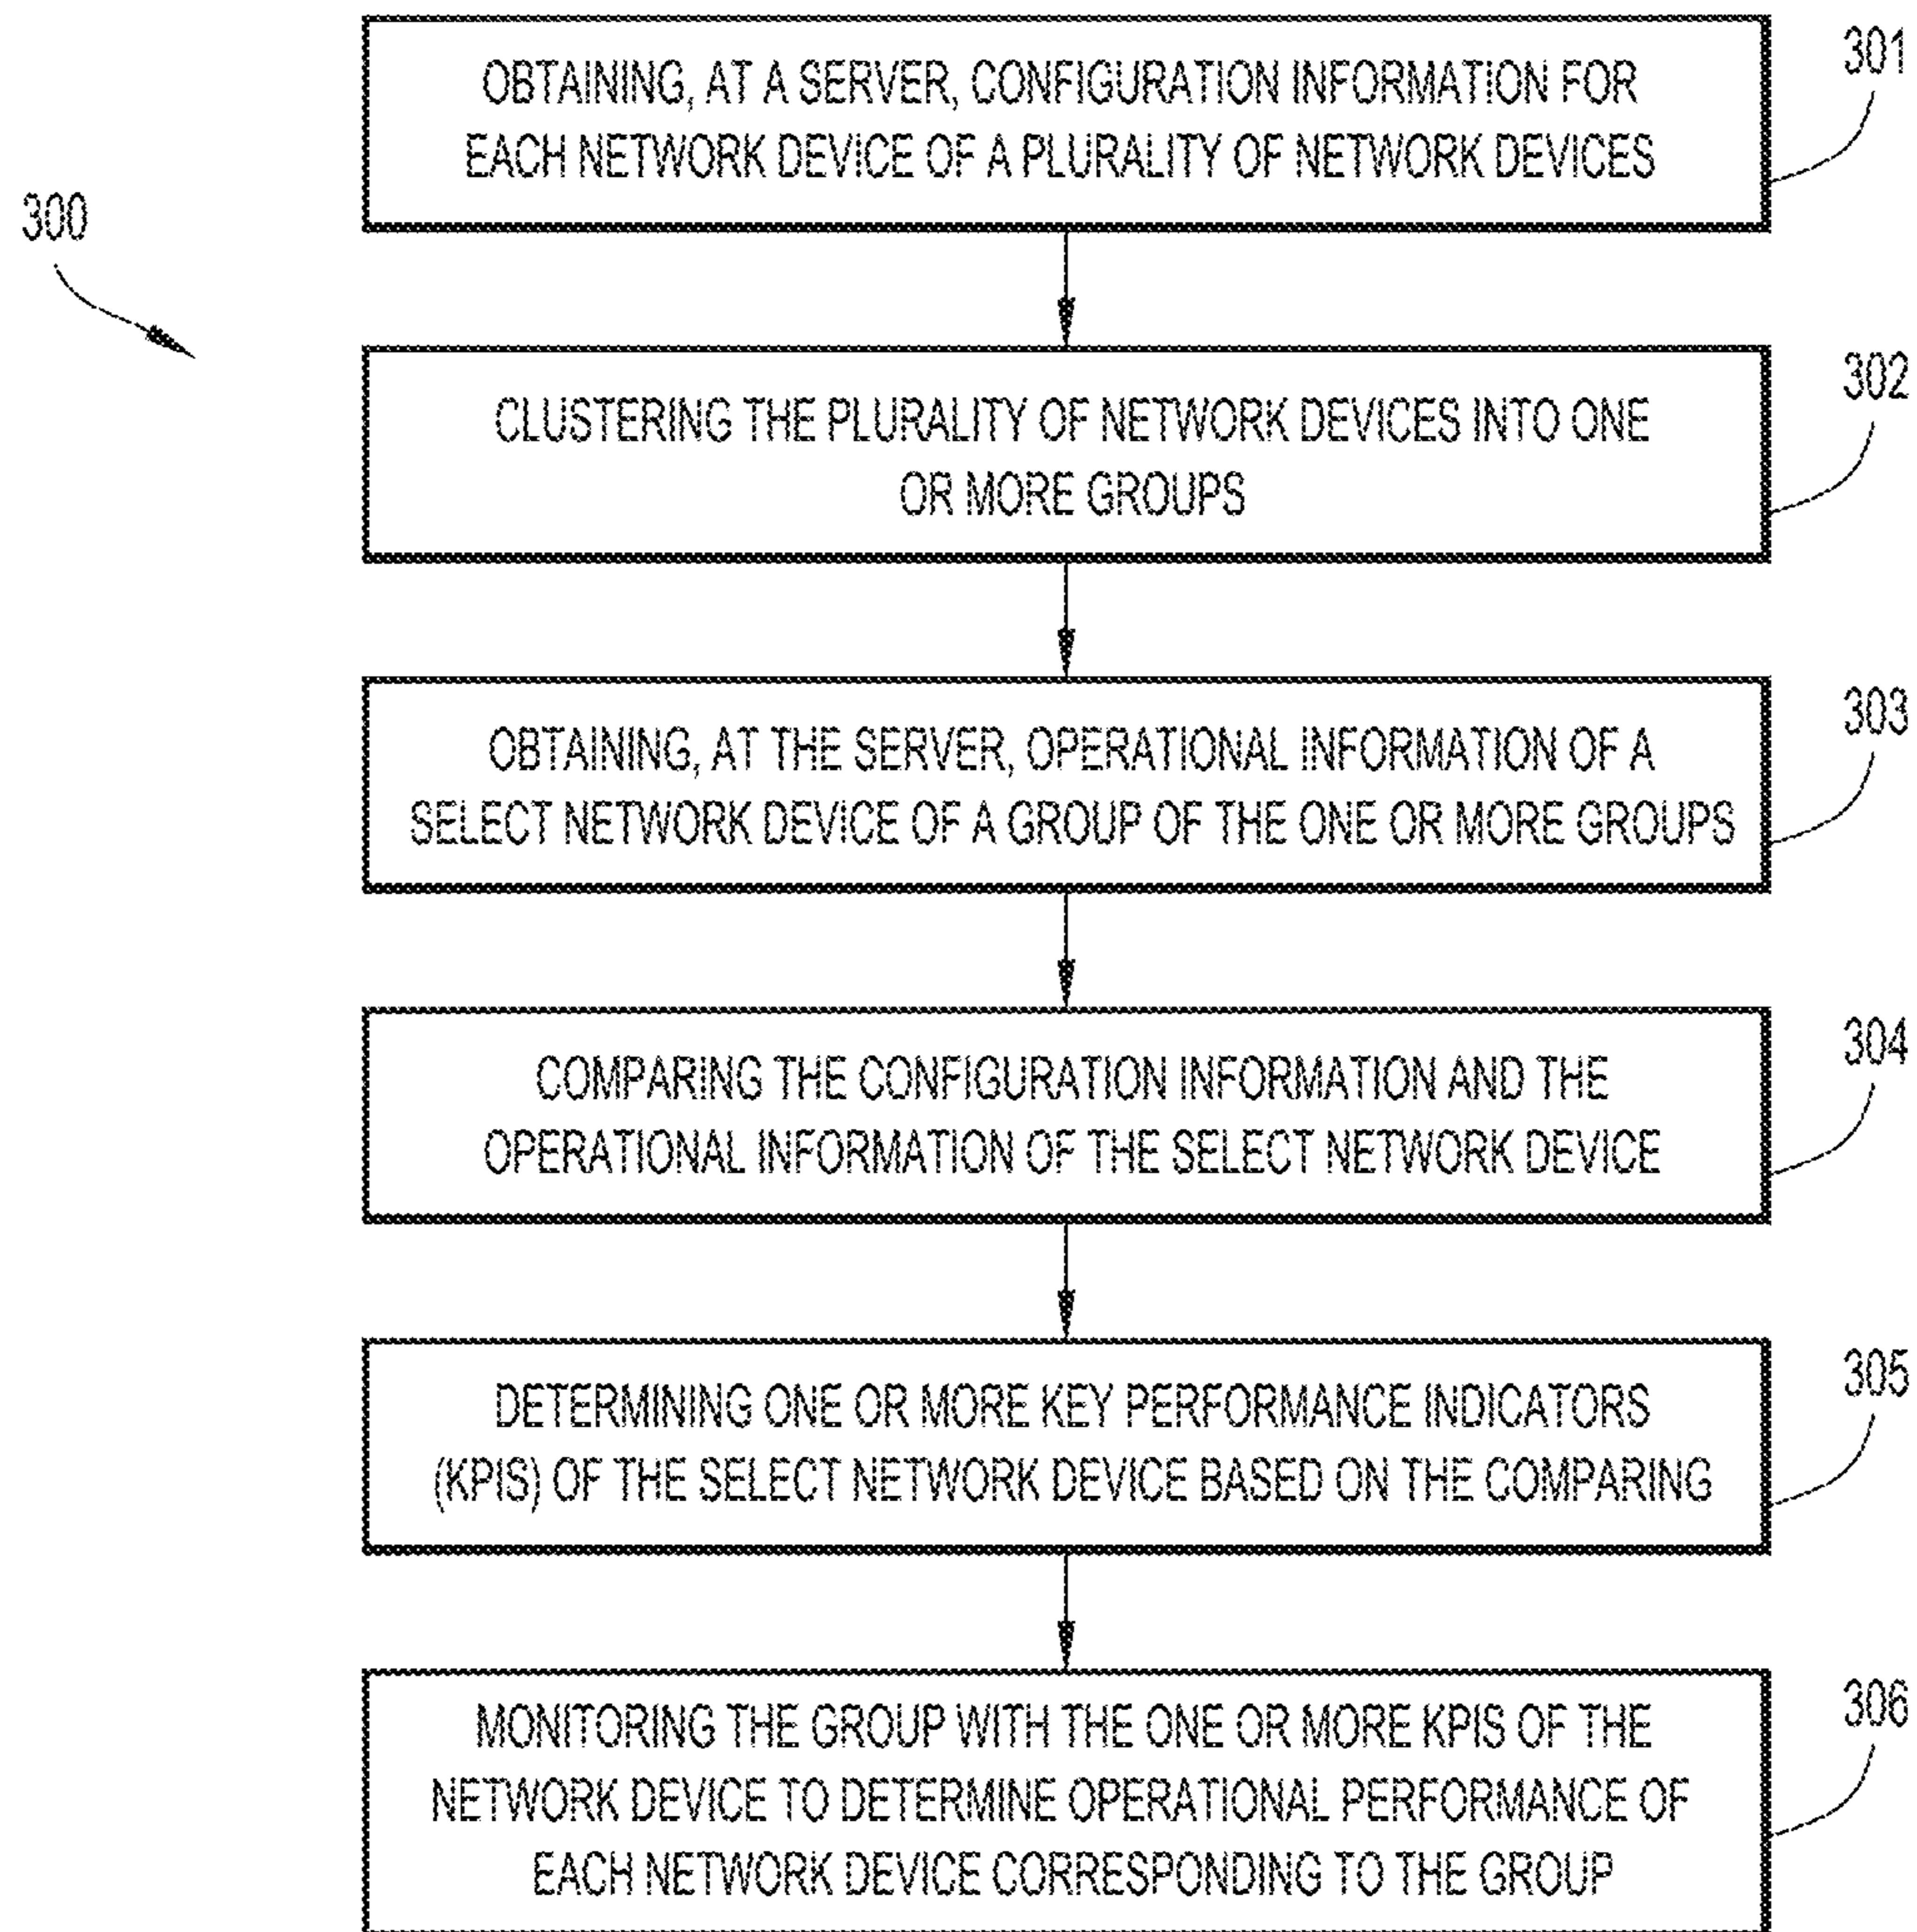 301
OBTAINING, AT A SERVER, CONFIGURATION INFORMATION FOR
EACH NETWORK DEVICE OF A PLURALITY OF NETWORK DEVICES
300
302
CLUSTERING THE PLURALITY OF NETWORK DEVICES INTO ONE
OR MORE GROUPS
303
OBTAINING, AT THE SERVER, OPERATIONAL INFORMATION OF A
SELECT NETWORK DEVICE OF A GROUP OF THE ONE OR MORE GROUPS
304
COMPARING THE CONFIGURATION INFORMATION AND THE
OPERATIONAL INFORMATION OF THE SELECT NETWORK DEVICE
305
DETERMINING ONE OR MORE KEY PERFORMANCE INDICATORS
(KPIS) OF THE SELECT NETWORK DEVICE BASED ON THE COMPARING
306
MONITORING THE GROUP WITH THE ONE OR MORE KPIS OF THE
NETWORK DEVICE TO DETERMINE OPERATIONAL PERFORMANCE OF
EACH NETWORK DEVICE CORRESPONDING TO THE GROUP